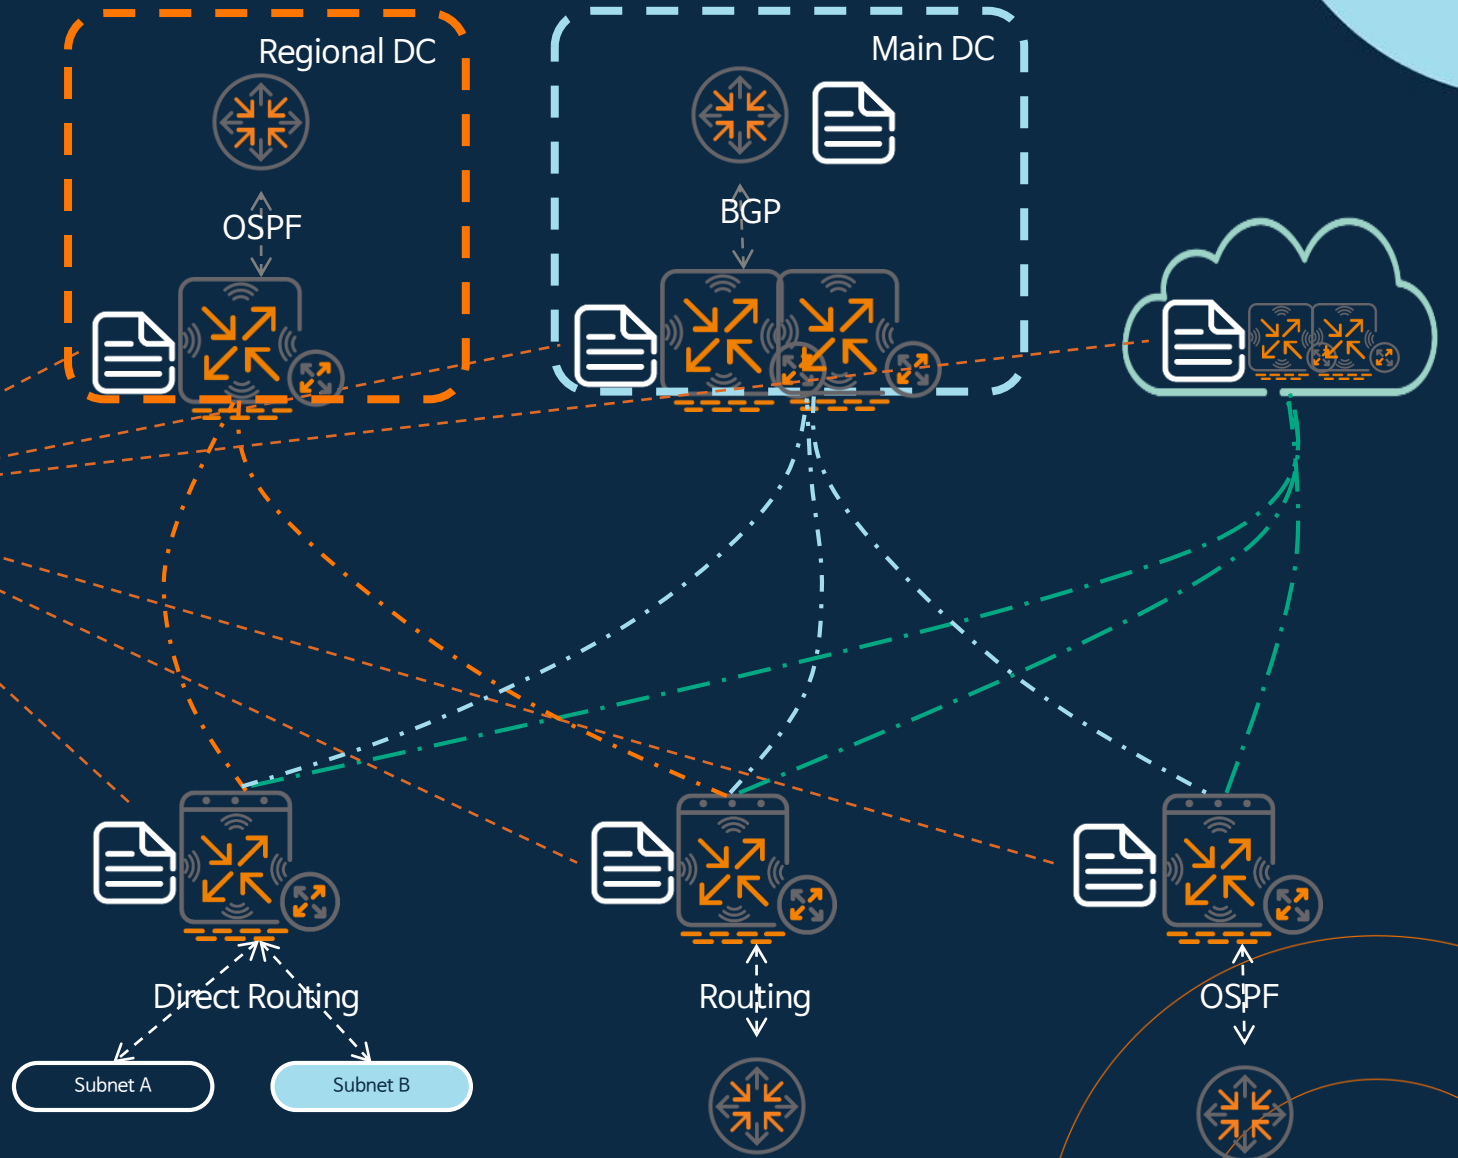 Regional DC
Main DC
OSPF
BGP
Direct Routing
Routing
OSPF
Subnet A
Subnet B